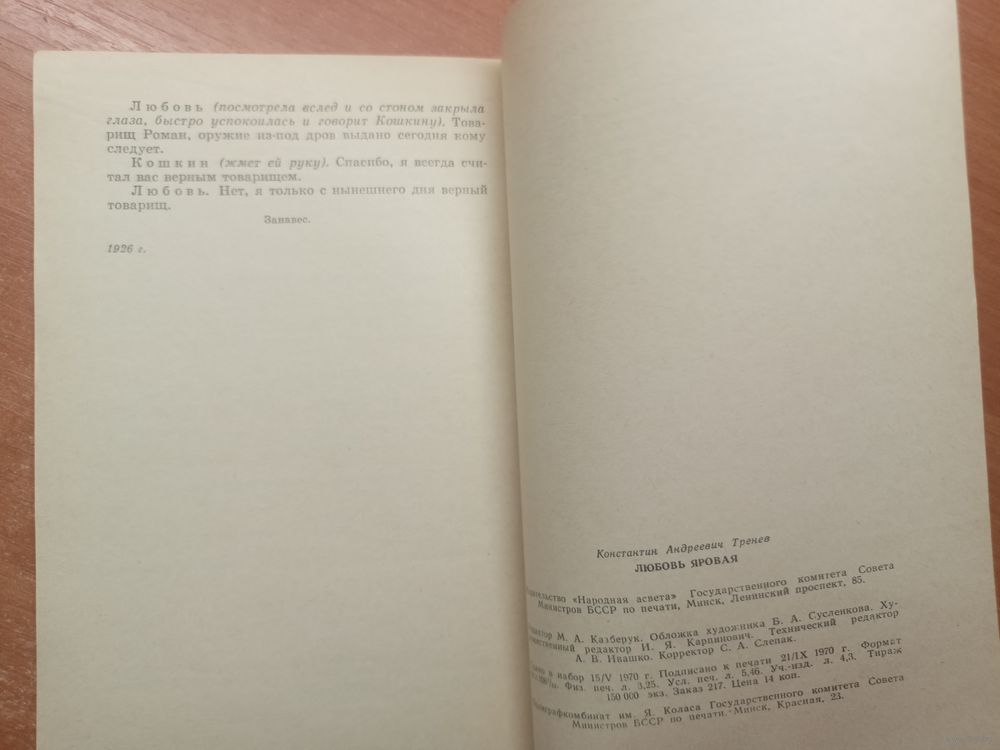 Любовь (посмотрела вслед и со стоном закрыла
глаза, быстро успокоилась и говорит Кошкину). Това-
рищ Роман, оружие из-под дров выдано сегодня кому
следует.
Кошкин (жмет ей руку). Спасибо, я всегда счи-
тал вас верным товарищем.
Любовь. Нет, я только с нынешнего дня верный
товарищ.
Занавес.
1926 г.
Константин Андреевич Тренев
ЛЮБОВЬ ЯРОВАЯ
«Народная асвета» Государственного комитета Совета
Министров БССР по печати, Минск, Ленинский проспект, 85.
М. А. Казберук. Обложка художника Б. А. Сусленкова. Ху-
редактор И. Я. Карпинович. Технический редактор
А. В. Ивашко. Корректор С. А. Слепак.
в набор 15/V 1970 г. Подписано к печати 21/IX 1970 г. Формат
Физ. печ. л. 3,25. Усл. печ. л. 5,46. Уч.-изд. л. 4,3. Тираж
150 000 экз. Заказ 217. Цена 14 коп.
им. Я. Коласа Государственного комитета Совета
Министров БССР по печати. Минск, Красная, 23.